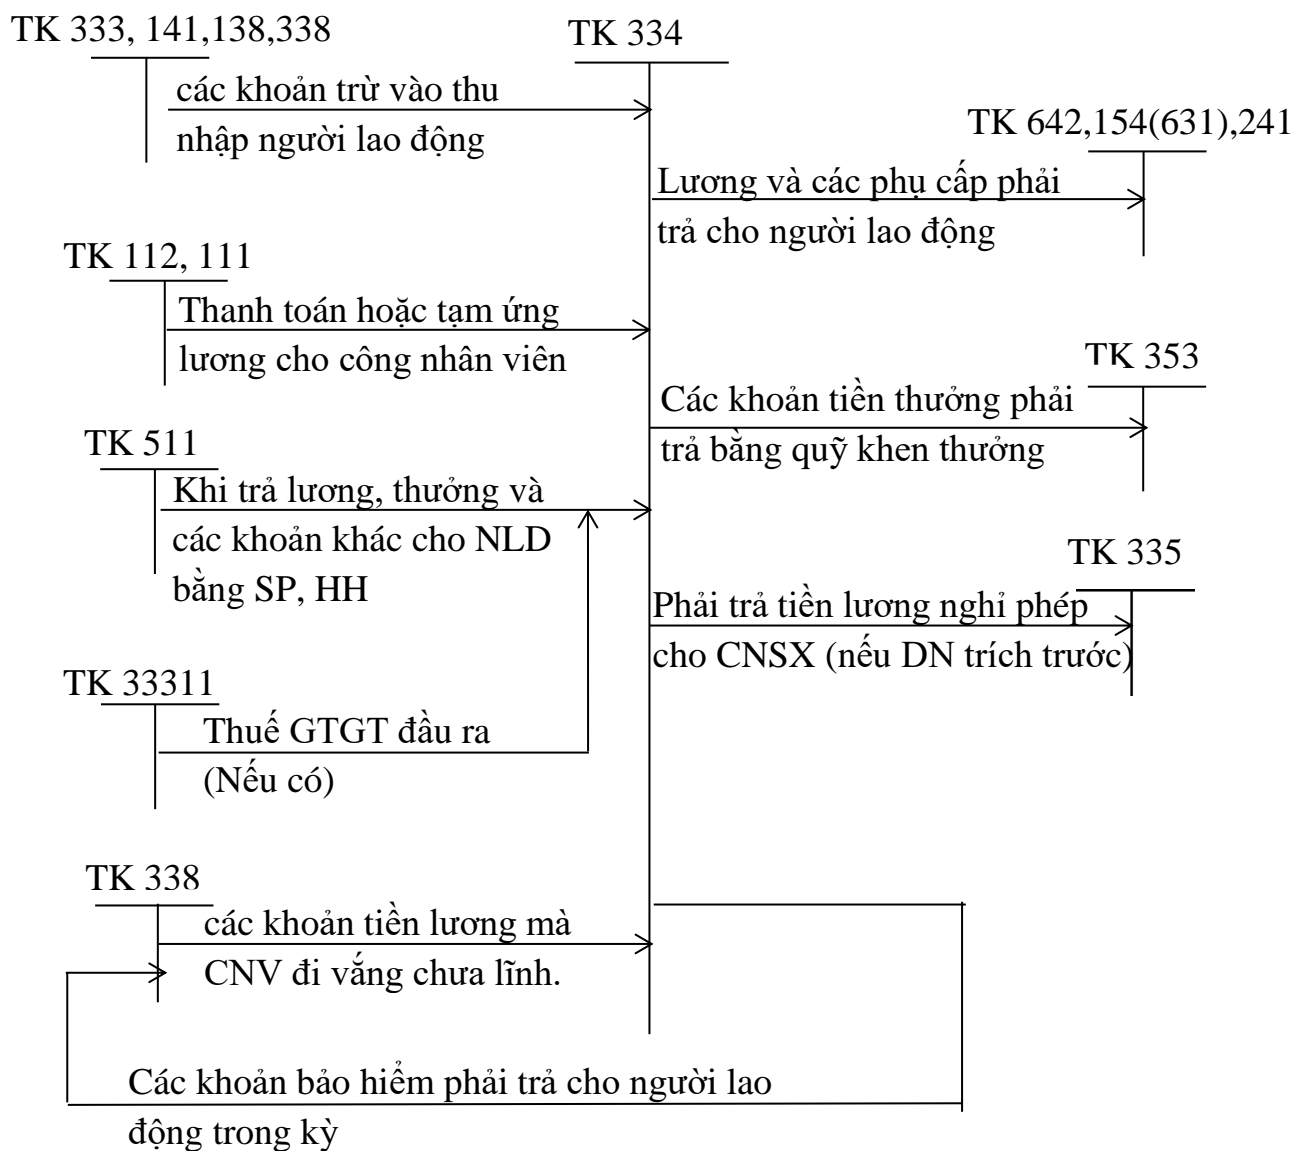 TK 333, 141,138,338
TK 334
các khoản trừ vào thu
nhập người lao động
TK 642,154(631),241
Lương và các phụ cấp phải
trả cho người lao động
TK 112, 111
Thanh toán hoặc tạm ứng
lương cho công nhân viên
TK 353
Các khoản tiền thưởng phải
trả bằng quỹ khen thưởng
TK 511
Khi trả lương, thưởng và
các khoản khác cho NLD
bằng SP, HH
TK 335
Phải trả tiền lương nghỉ phép
cho CNSX (nếu DN trích trước)
TK 33311
Thuế GTGT đầu ra
(Nếu có)
TK 338
các khoản tiền lương mà
CNV đi vắng chưa lĩnh.
Các khoản bảo hiểm phải trả cho người lao
động trong kỳ